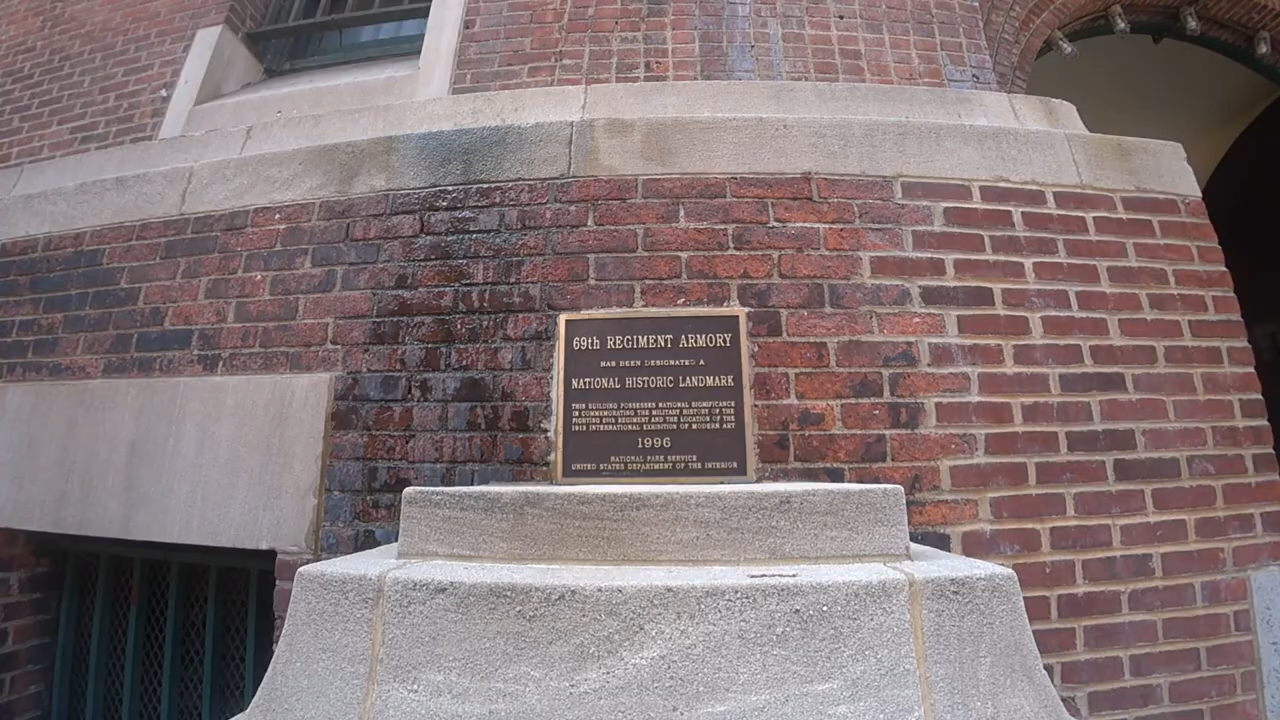 69th REGIMENT ARMORY
HAS BEEN DESIGNATED A
NATIONAL HISTORIC LANDMARK
THIS BUILDING POSSESSES NATIONAL SIGNIFICANCE
IN COMMEMORATING THE MILITARY HISTORY OF THE
FIGHTING 69th REGIMENT AND THE LOCATION OF THE
1913 INTERNATIONAL EXHIBITION OF MODERN ART
1996
NATIONAL PARK SERVICE
UNITED STATES DEPARTMENT OF THE INTERIOR